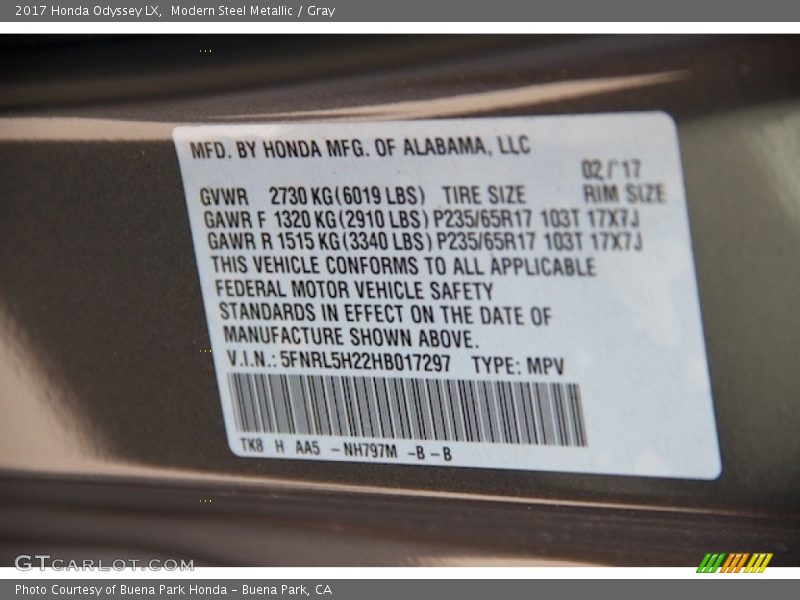 2017 Honda Odyssey LX, Modern Steel Metallic / Gray
MFD. BY HONDA MFG. OF ALABAMA, LLC
02/17
GVWR 2730 KG(6019 LBS) TIRE SIZE RIM SIZE
GAWR F 1320 KG(2910 LBS) P235/65R17 103T 17X7J
GAWR R 1515 KG(3340 LBS) P235/65R17 103T 17X7J
THIS VEHICLE CONFORMS TO ALL APPLICABLE
FEDERAL MOTOR VEHICLE SAFETY
STANDARDS IN EFFECT ON THE DATE OF
MANUFACTURE SHOWN ABOVE.
V.I.N.: 5FNRL5H22HB017297 TYPE: MPV
TK8 H AA5 -NH797M -B-B
GTCARLOT.COM
Photo Courtesy of Buena Park Honda - Buena Park, CA